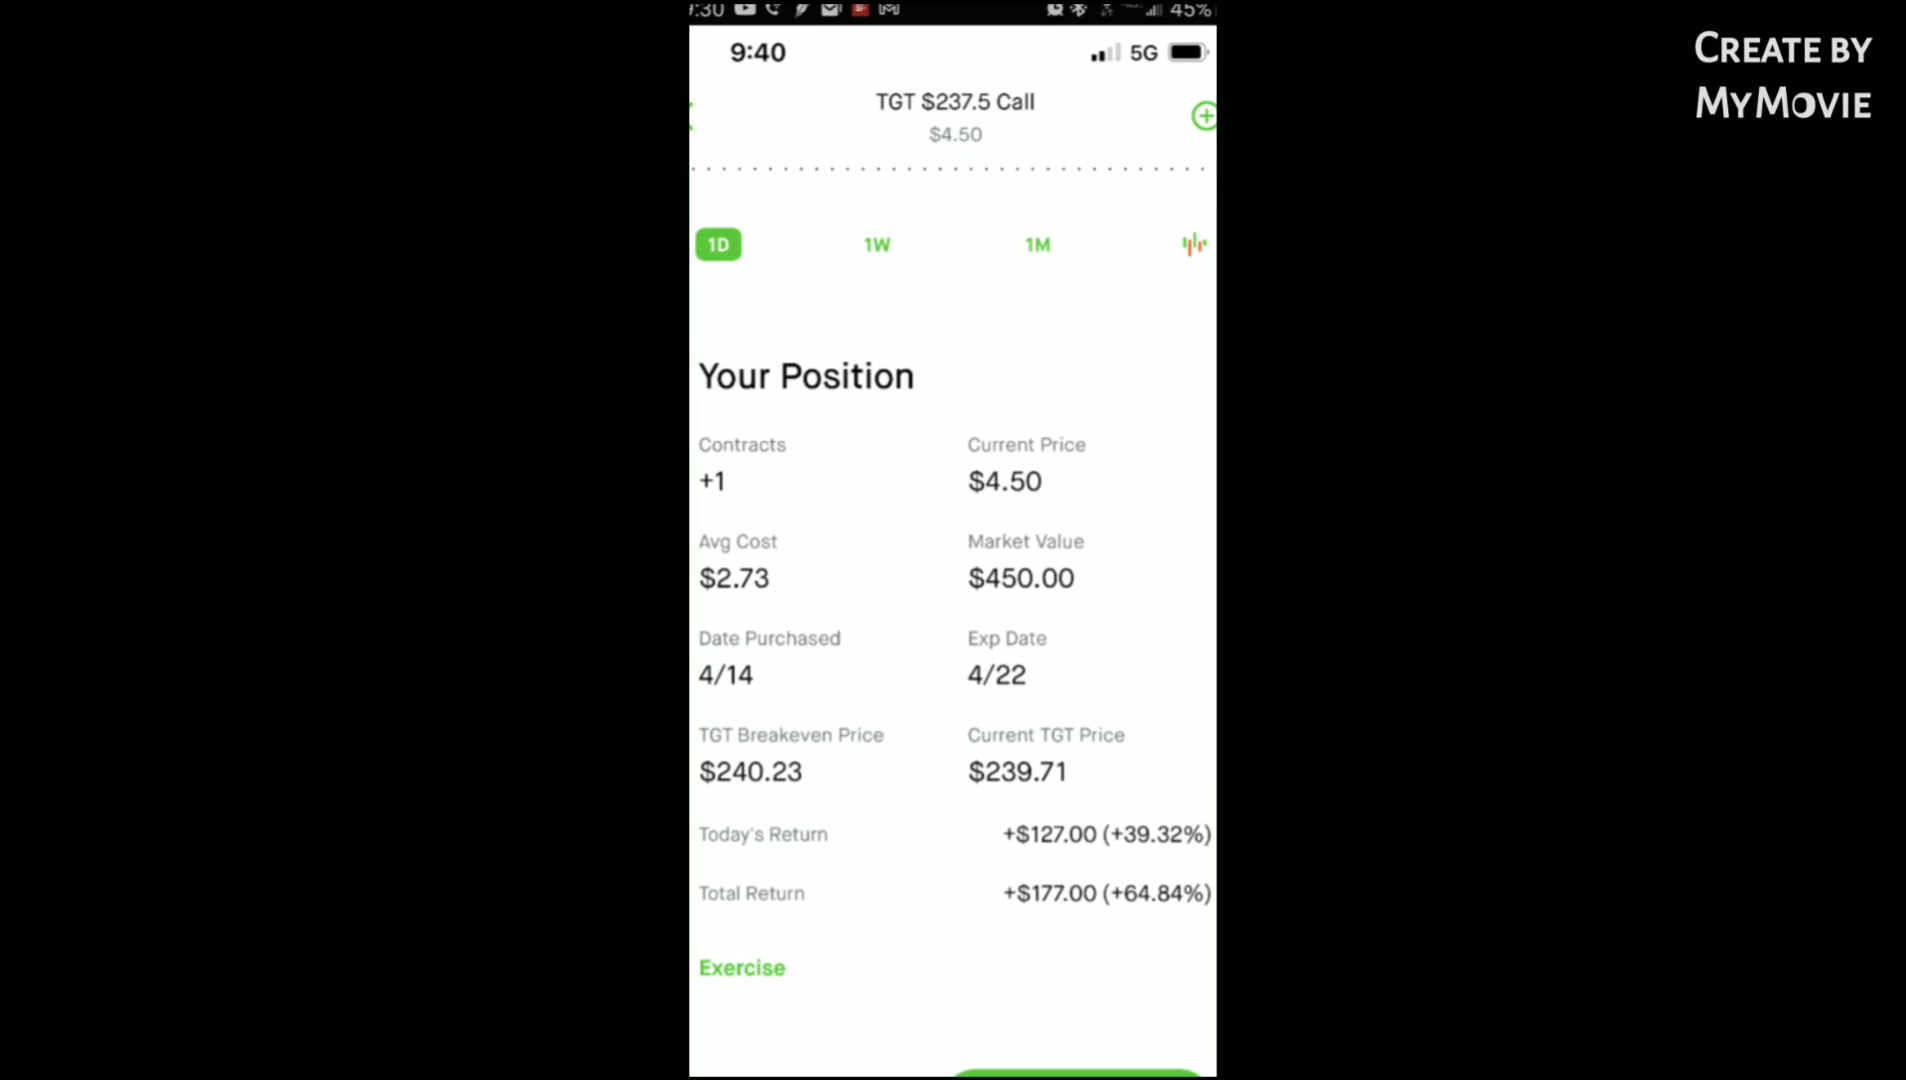 9:30 45%
9:40 5G
CREATE BY
MYMOVIE
TGT $237.5 Call
$4.50
1D 1W 1M
Your Position
Contracts Current Price
+1 $4.50
Avg Cost Market Value
$2.73 $450.00
Date Purchased Exp Date
4/14 4/22
TGT Breakeven Price Current TGT Price
$240.23 $239.71
Today's Return +$127.00 (+39.32%)
Total Return +$177.00 (+64.84%)
Exercise